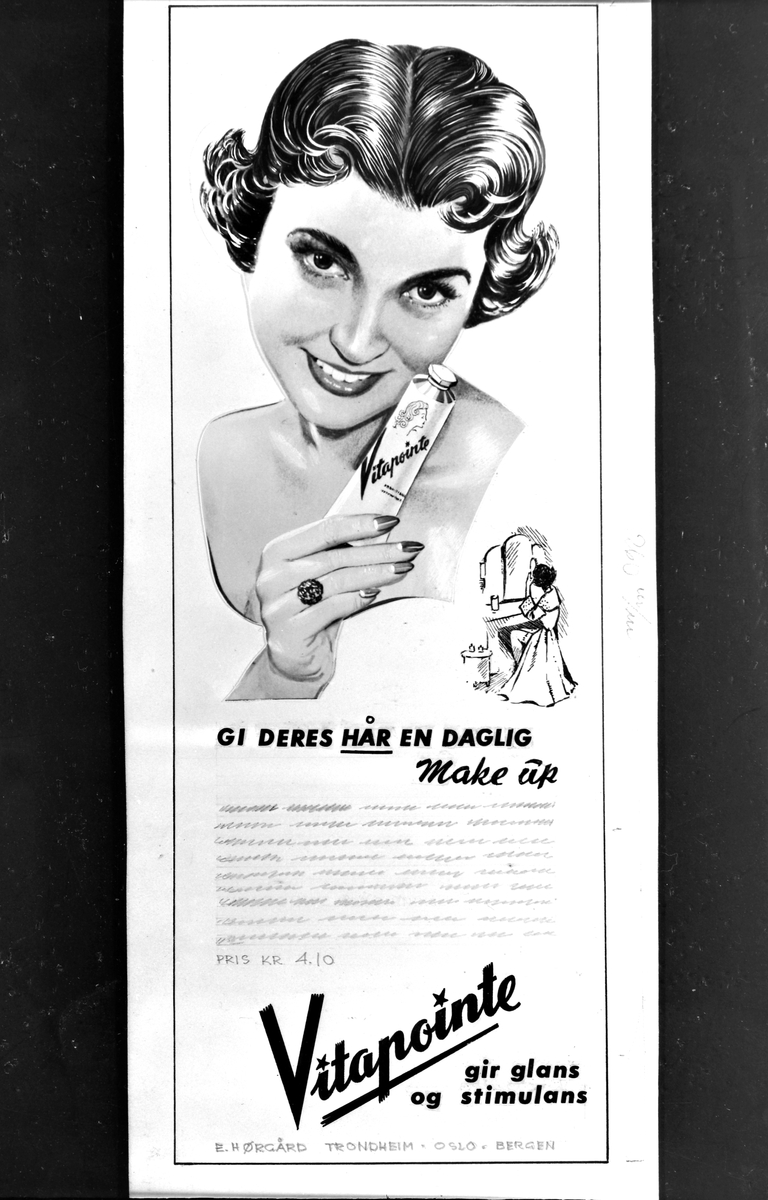 Vitapointe
GI DERES HÅR EN DAGLIG
Make up
PRIS KR 4.10
Vitapointe
gir glans
og stimulans
E. HØRGÅRD TRONDHEIM - OSLO - BERGEN